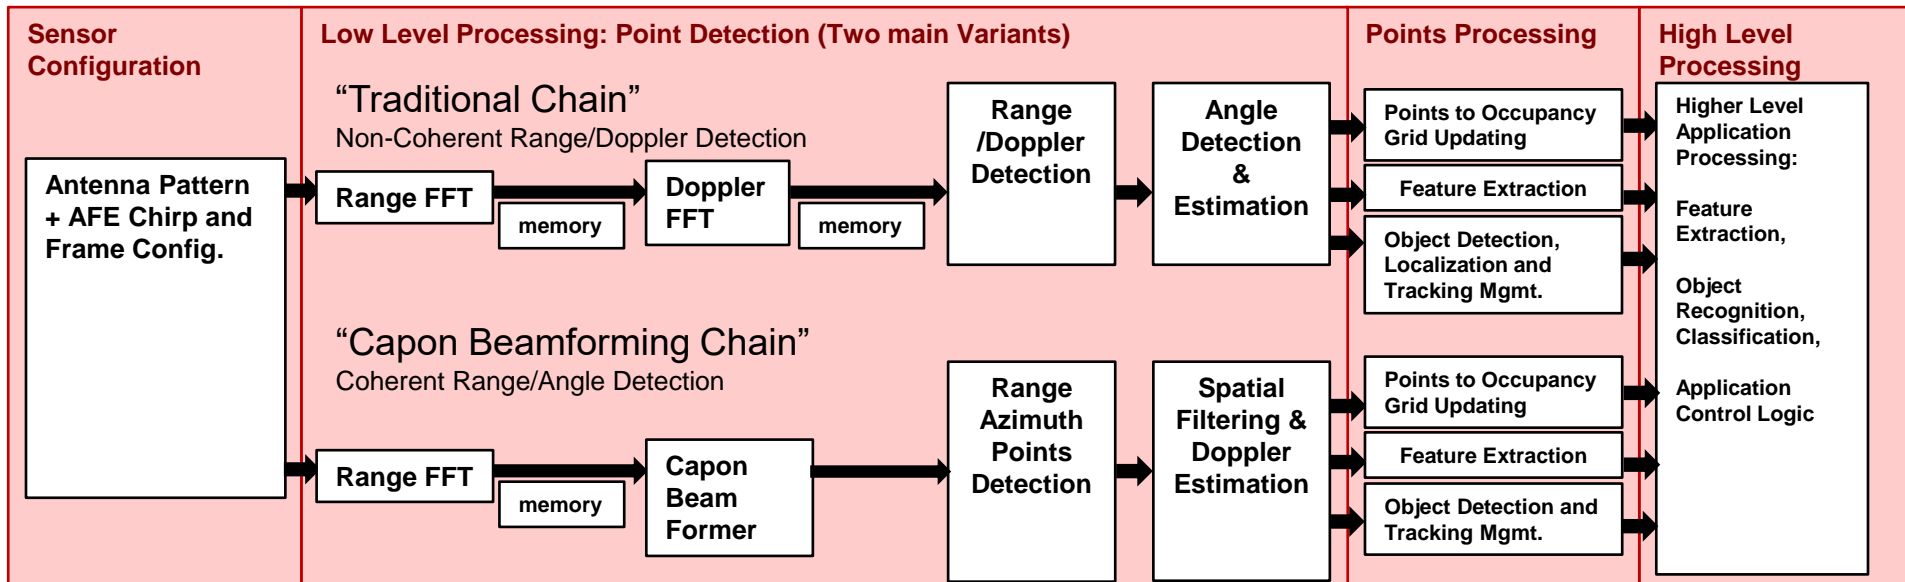 Sensor
Configuration
Low Level Processing: Point Detection (Two main Variants)
Points Processing
High Level
Processing
“Traditional Chain”
Non-Coherent Range/Doppler Detection
Antenna Pattern
+ AFE Chirp and
Frame Config.
Range FFT
memory
Doppler
FFT
memory
Range
/Doppler
Detection
Angle
Detection
&
Estimation
Points to Occupancy
Grid Updating
Feature Extraction
Object Detection,
Localization and
Tracking Mgmt.
Higher Level
Application
Processing:
Feature
Extraction,
Object
Recognition,
Classification,
Application
Control Logic
“Capon Beamforming Chain”
Coherent Range/Angle Detection
Range FFT
memory
Capon
Beam
Former
Range
Azimuth
Points
Detection
Spatial
Filtering &
Doppler
Estimation
Points to Occupancy
Grid Updating
Feature Extraction
Object Detection and
Tracking Mgmt.